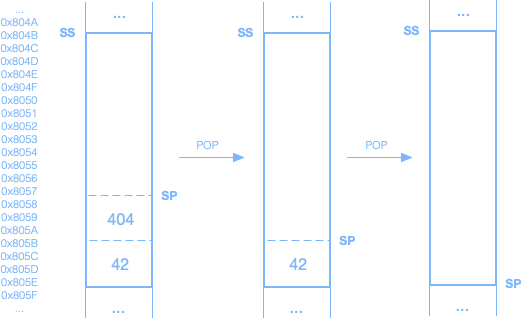 ...
0x804A
0x804B
0x804C
0x804D
0x804E
0x804F
0x8050
0x8051
0x8052
0x8053
0x8054
0x8055
0x8056
0x8057
0x8058
0x8059
0x805A
0x805B
0x805C
0x805D
0x805E
0x805F
...
...
SS
SP
404
42
...
POP
...
SS
SP
42
...
POP
...
SS
SP
...